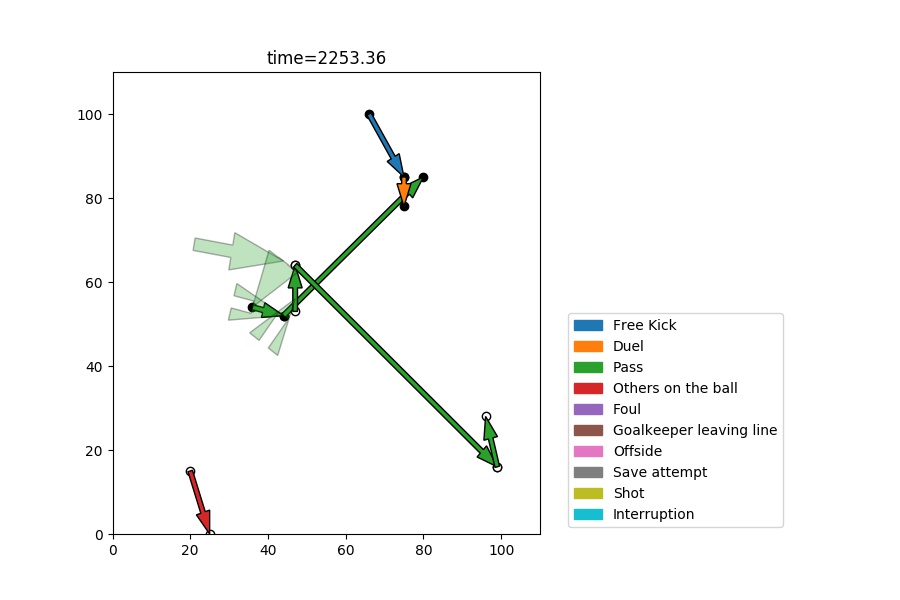 time=2253.36
100
80
60
40
20
0
0
20
40
60
80
100
Free Kick
Duel
Pass
Others on the ball
Foul
Goalkeeper leaving line
Offside
Save attempt
Shot
Interruption